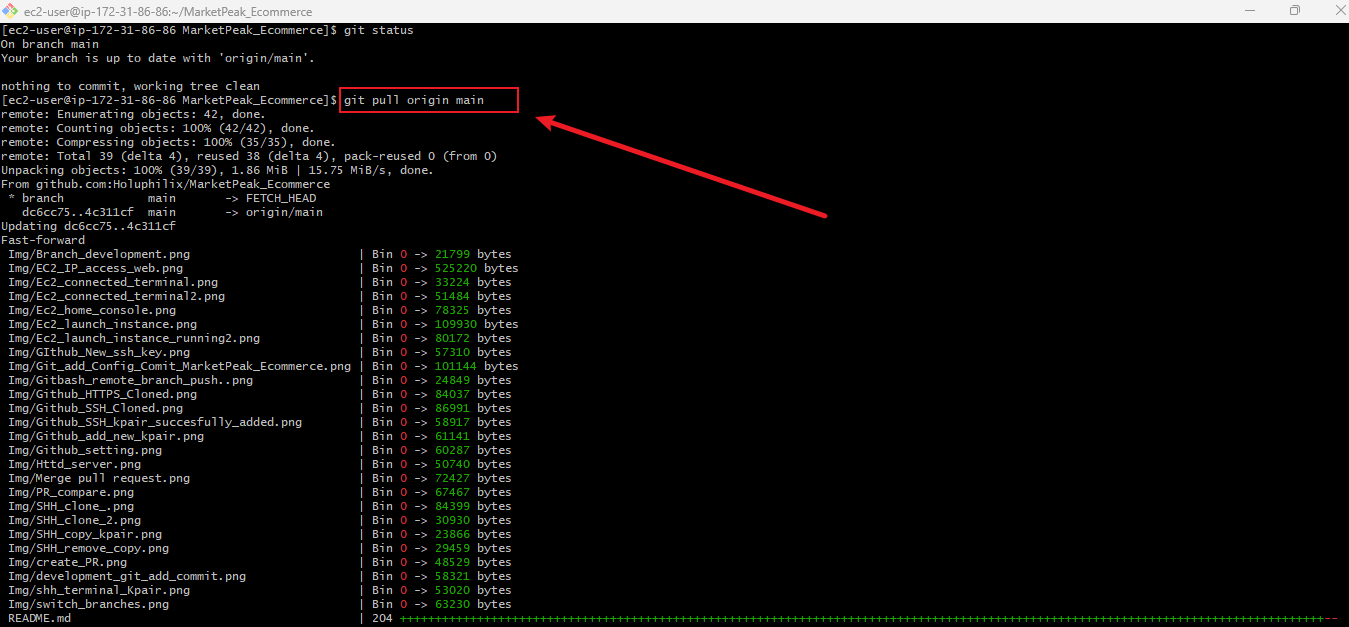 ec2-user@ip-172-31-86-86:~/MarketPeak_Ecommerce
[ec2-user@ip-172-31-86-86 MarketPeak_Ecommerce]$ git status
On branch main
Your branch is up to date with 'origin/main'.
nothing to commit, working tree clean
[ec2-user@ip-172-31-86-86 MarketPeak_Ecommerce]$ git pull origin main
remote: Enumerating objects: 42, done.
remote: Counting objects: 100% (42/42), done.
remote: Compressing objects: 100% (35/35), done.
remote: Total 39 (delta 4), reused 38 (delta 4), pack-reused 0 (from 0)
Unpacking objects: 100% (39/39), 1.86 MiB | 15.75 MiB/s, done.
From github.com:Holuphilix/MarketPeak_Ecommerce
 * branch            main       -> FETCH_HEAD
   dc6cc75..4c311cf  main       -> origin/main
Updating dc6cc75..4c311cf
Fast-forward
 Img/Branch_development.png                        | Bin 0 -> 21799 bytes
 Img/EC2_IP_access_web.png                         | Bin 0 -> 525220 bytes
 Img/Ec2_connected_terminal.png                    | Bin 0 -> 33224 bytes
 Img/Ec2_connected_terminal2.png                   | Bin 0 -> 51484 bytes
 Img/Ec2_home_console.png                          | Bin 0 -> 78325 bytes
 Img/Ec2_launch_instance.png                       | Bin 0 -> 109930 bytes
 Img/Ec2_launch_instance_running2.png              | Bin 0 -> 80172 bytes
 Img/GIthub_New_ssh_key.png                        | Bin 0 -> 57310 bytes
 Img/Git_add_Config_Comit_MarketPeak_Ecommerce.png | Bin 0 -> 101144 bytes
 Img/Gitbash_remote_branch_push..png               | Bin 0 -> 24849 bytes
 Img/Github_HTTPS_Cloned.png                       | Bin 0 -> 84037 bytes
 Img/Github_SSH_Cloned.png                         | Bin 0 -> 86991 bytes
 Img/Github_SSH_kpair_succesfully_added.png        | Bin 0 -> 58917 bytes
 Img/Github_add_new_kpair.png                      | Bin 0 -> 61141 bytes
 Img/Github_setting.png                            | Bin 0 -> 60287 bytes
 Img/Httd_server.png                               | Bin 0 -> 50740 bytes
 Img/Merge pull request.png                        | Bin 0 -> 72427 bytes
 Img/PR_compare.png                                | Bin 0 -> 67467 bytes
 Img/SHH_clone_.png                                | Bin 0 -> 84399 bytes
 Img/SHH_clone_2.png                               | Bin 0 -> 30930 bytes
 Img/SHH_copy_kpair.png                            | Bin 0 -> 23866 bytes
 Img/SHH_remove_copy.png                           | Bin 0 -> 29459 bytes
 Img/create_PR.png                                 | Bin 0 -> 48529 bytes
 Img/development_git_add_commit.png                | Bin 0 -> 58321 bytes
 Img/shh_terminal_Kpair.png                        | Bin 0 -> 53020 bytes
 Img/switch_branches.png                           | Bin 0 -> 63230 bytes
 README.md                                         | 204 ++++++++++++++++++++++++++++++++++++++++++++++++++++++++++++++++++++++++++++++++++++++++++++++++++++++++++++++++++++++++++++++++++++--